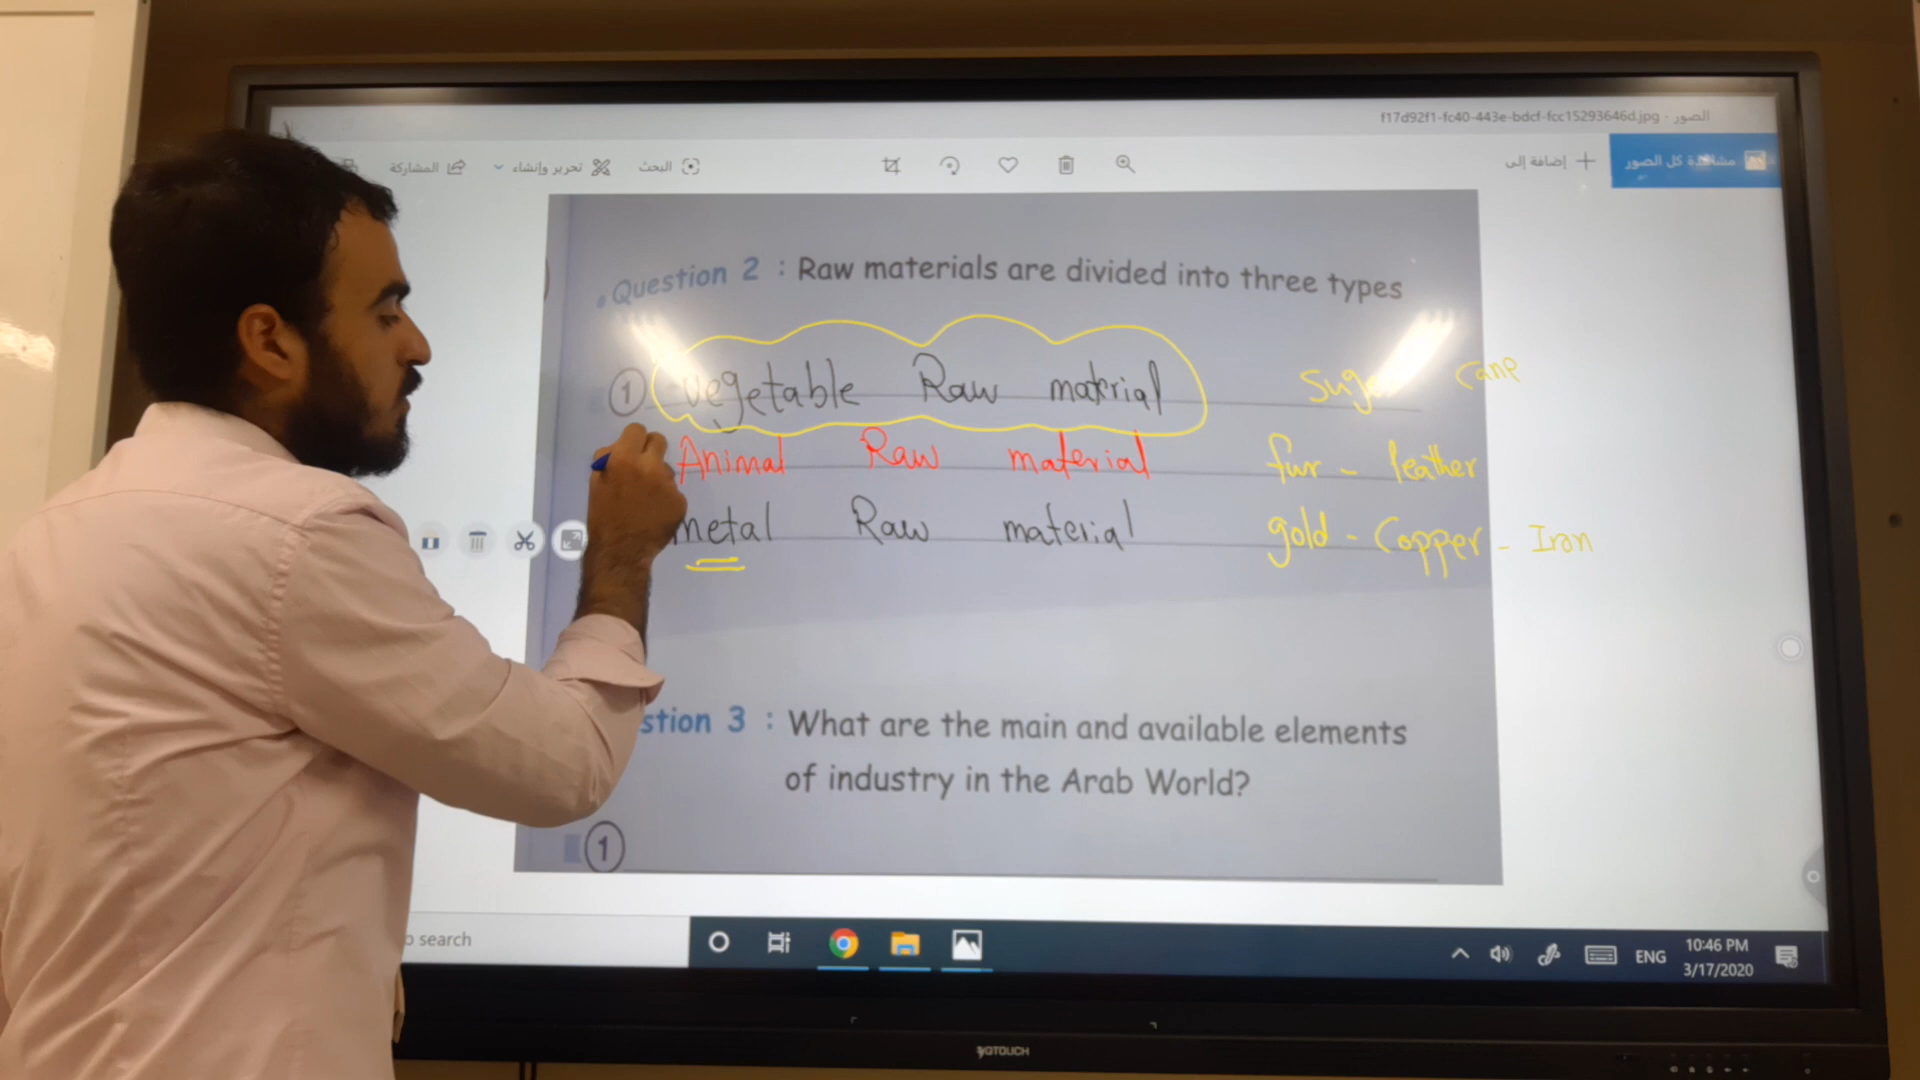 f17d92f1-fc40-443e-bdcf-fcc15293646d.jpg - الصور
مشاهدة كل الصور
إضافة إلى
البحث
تحرير وإنشاء
المشاركة
Question 2 : Raw materials are divided into three types
1 vegetable Raw material cane
Animal Raw material fur - leather
metal Raw material gold - Copper - Iron
stion 3 : What are the main and available elements
of industry in the Arab World?
1
o search
ENG
10:46 PM
3/17/2020